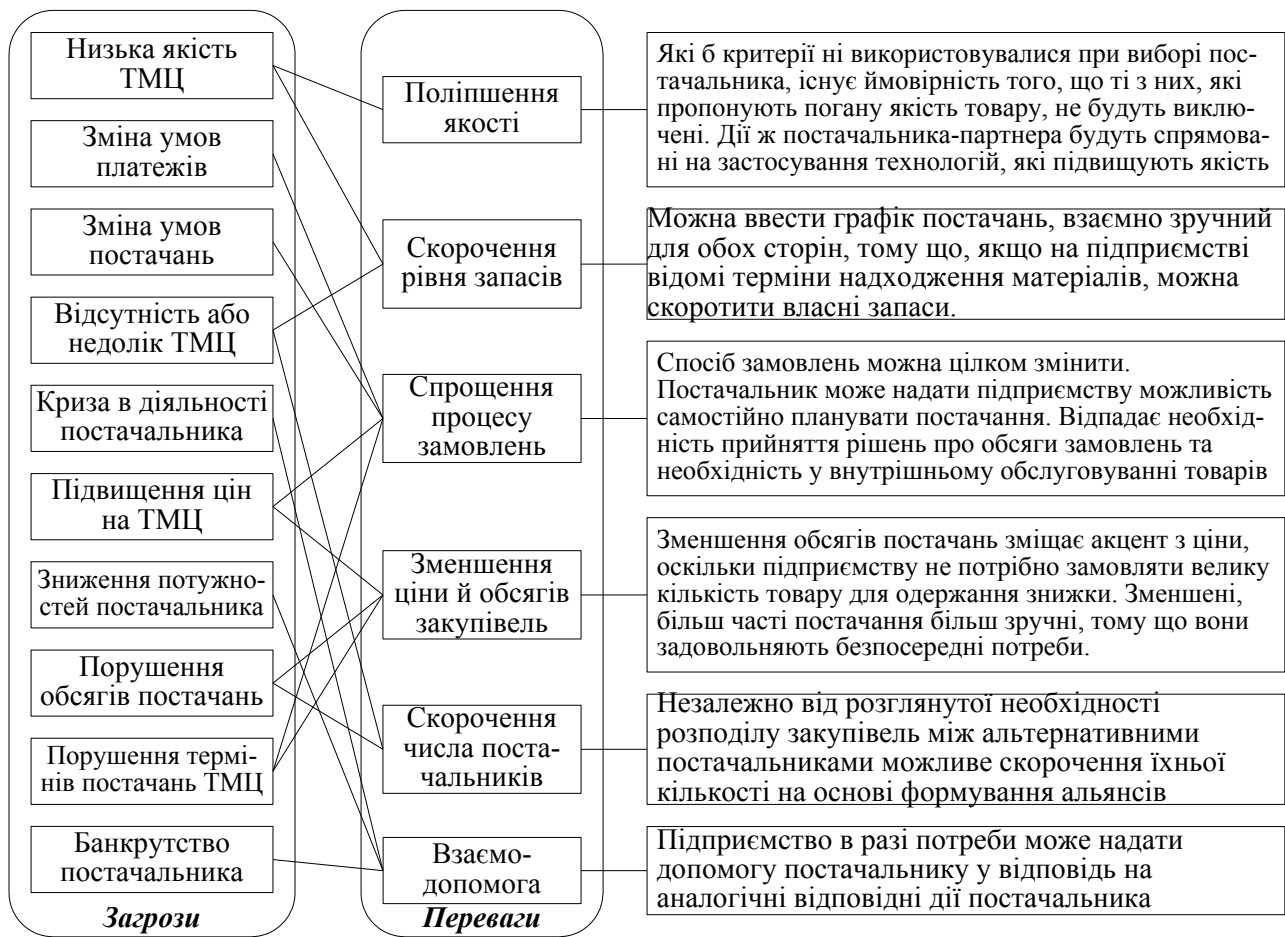 Низька якість
ТМЦ
Зміна умов
платежів
Зміна умов
постачань
Відсутність або
недолік ТМЦ
Криза в діяльності
постачальника
Підвищення цін
на ТМЦ
Зниження потужно-
стей постачальника
Порушення
обсягів постачань
Порушення термі-
нів постачань ТМЦ
Банкрутство
постачальника
Загрози
Поліпшення
якості
Скорочення
рівня запасів
Спрощення
процесу
замовлень
Зменшення
ціни й обсягів
закупівель
Скорочення
числа поста-
чальників
Взаємо-
допомога
Переваги
Які б критерії ні використовувалися при виборі пос-
тачальника, існує ймовірність того, що ті з них, які
пропонують погану якість товару, не будуть виклю-
чені. Дії ж постачальника-партнера будуть спрямова-
ні на застосування технологій, які підвищують якість
Можна ввести графік постачань, взаємно зручний
для обох сторін, тому що, якщо на підприємстві
відомі терміни надходження матеріалів, можна
скоротити власні запаси.
Спосіб замовлень можна цілком змінити.
Постачальник може надати підприємству можливість
самостійно планувати постачання. Відпадає необхід-
ність прийняття рішень про обсяги замовлень та
необхідність у внутрішньому обслуговуванні товарів
Зменшення обсягів постачань зміщає акцент з ціни,
оскільки підприємству не потрібно замовляти велику
кількість товару для одержання знижки. Зменшені,
більш часті постачання більш зручні, тому що вони
задовольняють безпосередні потреби.
Незалежно від розглянутої необхідності
розподілу закупівель між альтернативними
постачальниками можливе скорочення їхньої
кількості на основі формування альянсів
Підприємство в разі потреби може надати
допомогу постачальнику у відповідь на
аналогічні відповідні дії постачальника